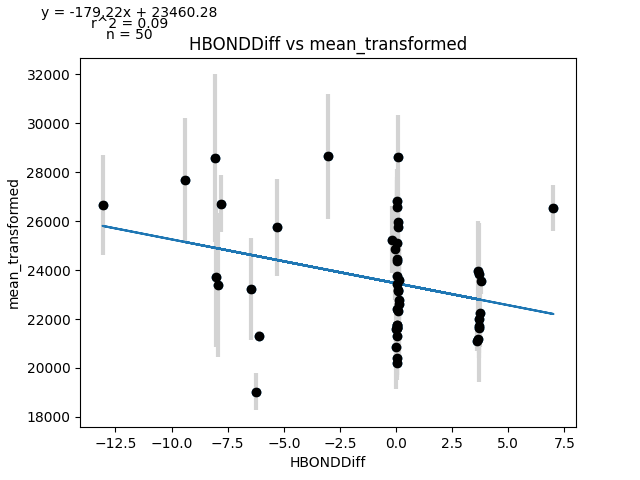 y = -179.22x + 23460.28
r^2 = 0.09
n = 50
HBONDDiff vs mean_transformed
32000
30000
28000
26000
24000
22000
20000
18000
mean_transformed
−12.5
−10.0
−7.5
−5.0
−2.5
0.0
2.5
5.0
7.5
HBONDDiff